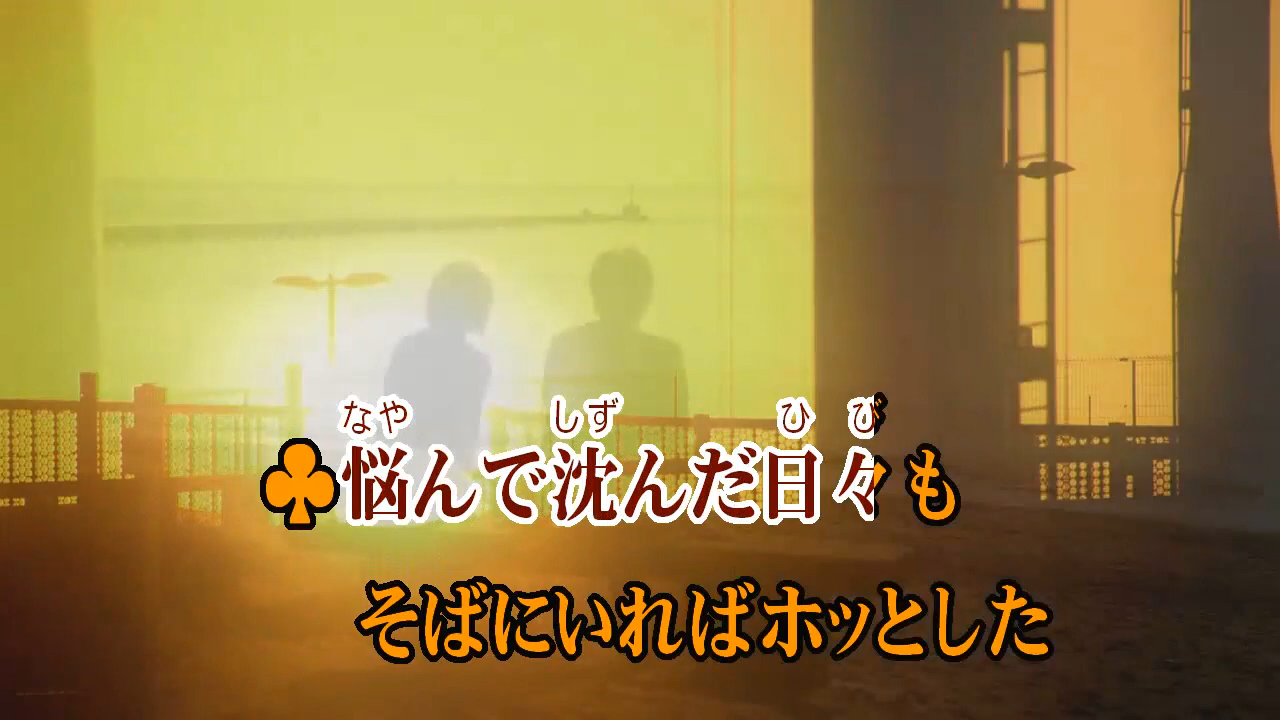 なや しず ひび
♣悩んで沈んだ日々も
そばにいればホッとした